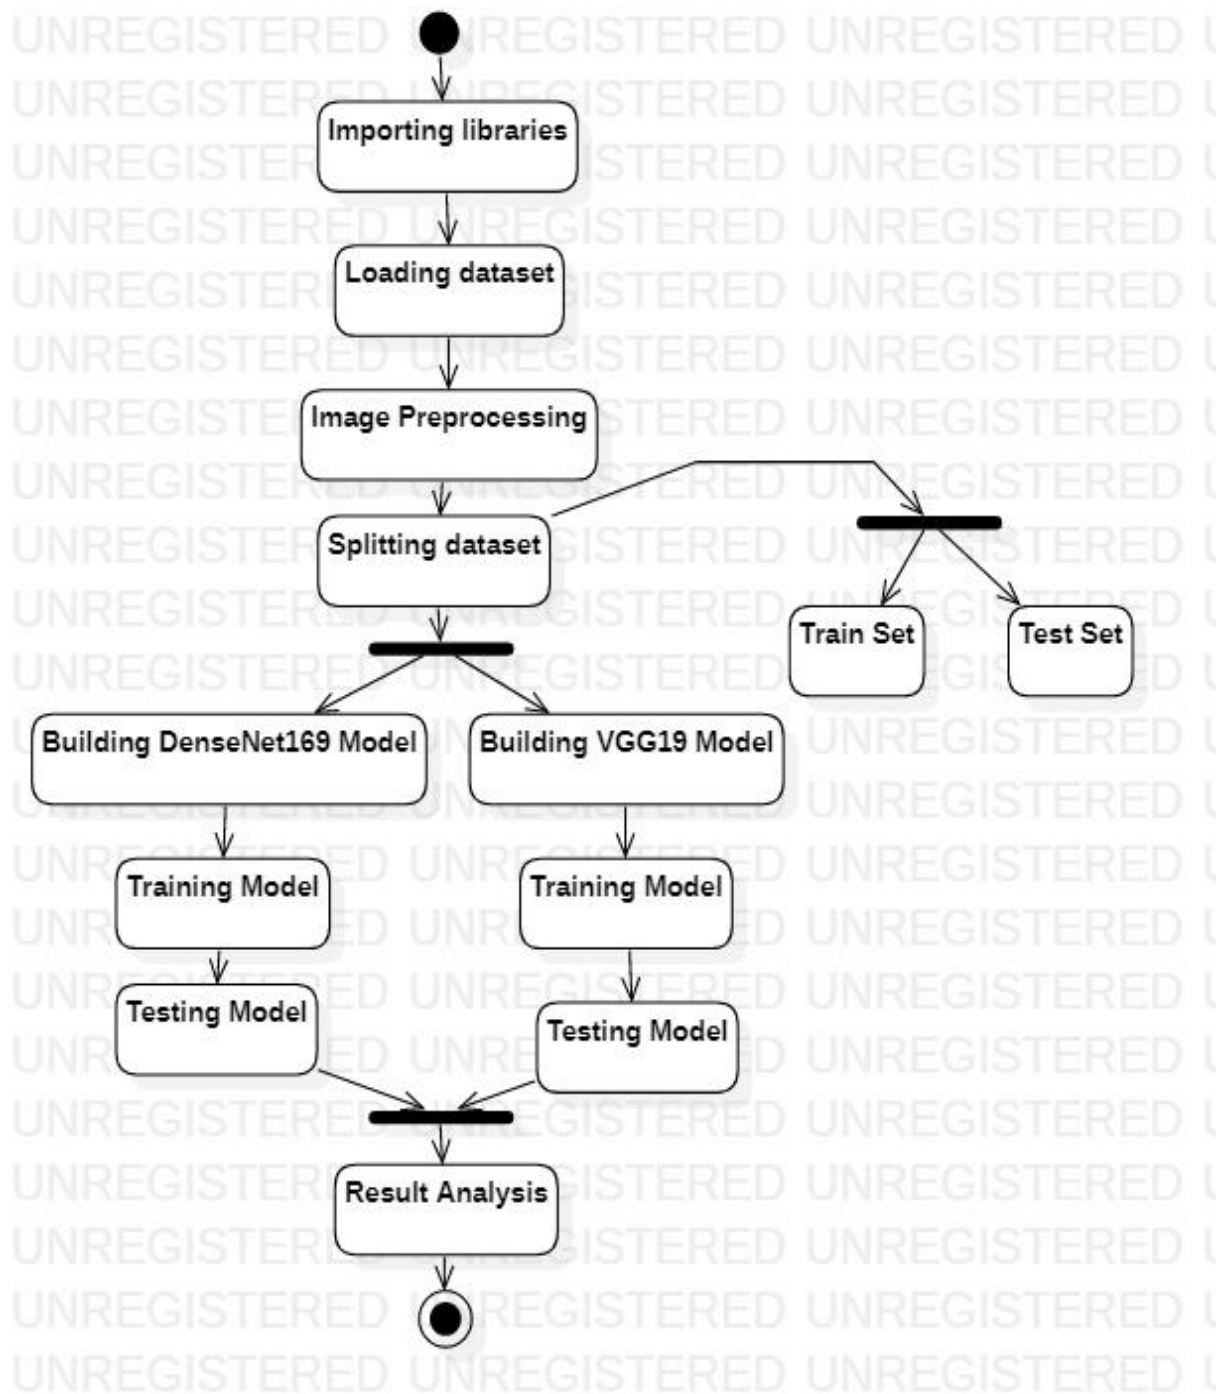 Importing libraries
Loading dataset
Image Preprocessing
Splitting dataset
Train Set
Test Set
Building DenseNet169 Model
Building VGG19 Model
Training Model
Training Model
Testing Model
Testing Model
Result Analysis
UNREGISTERED